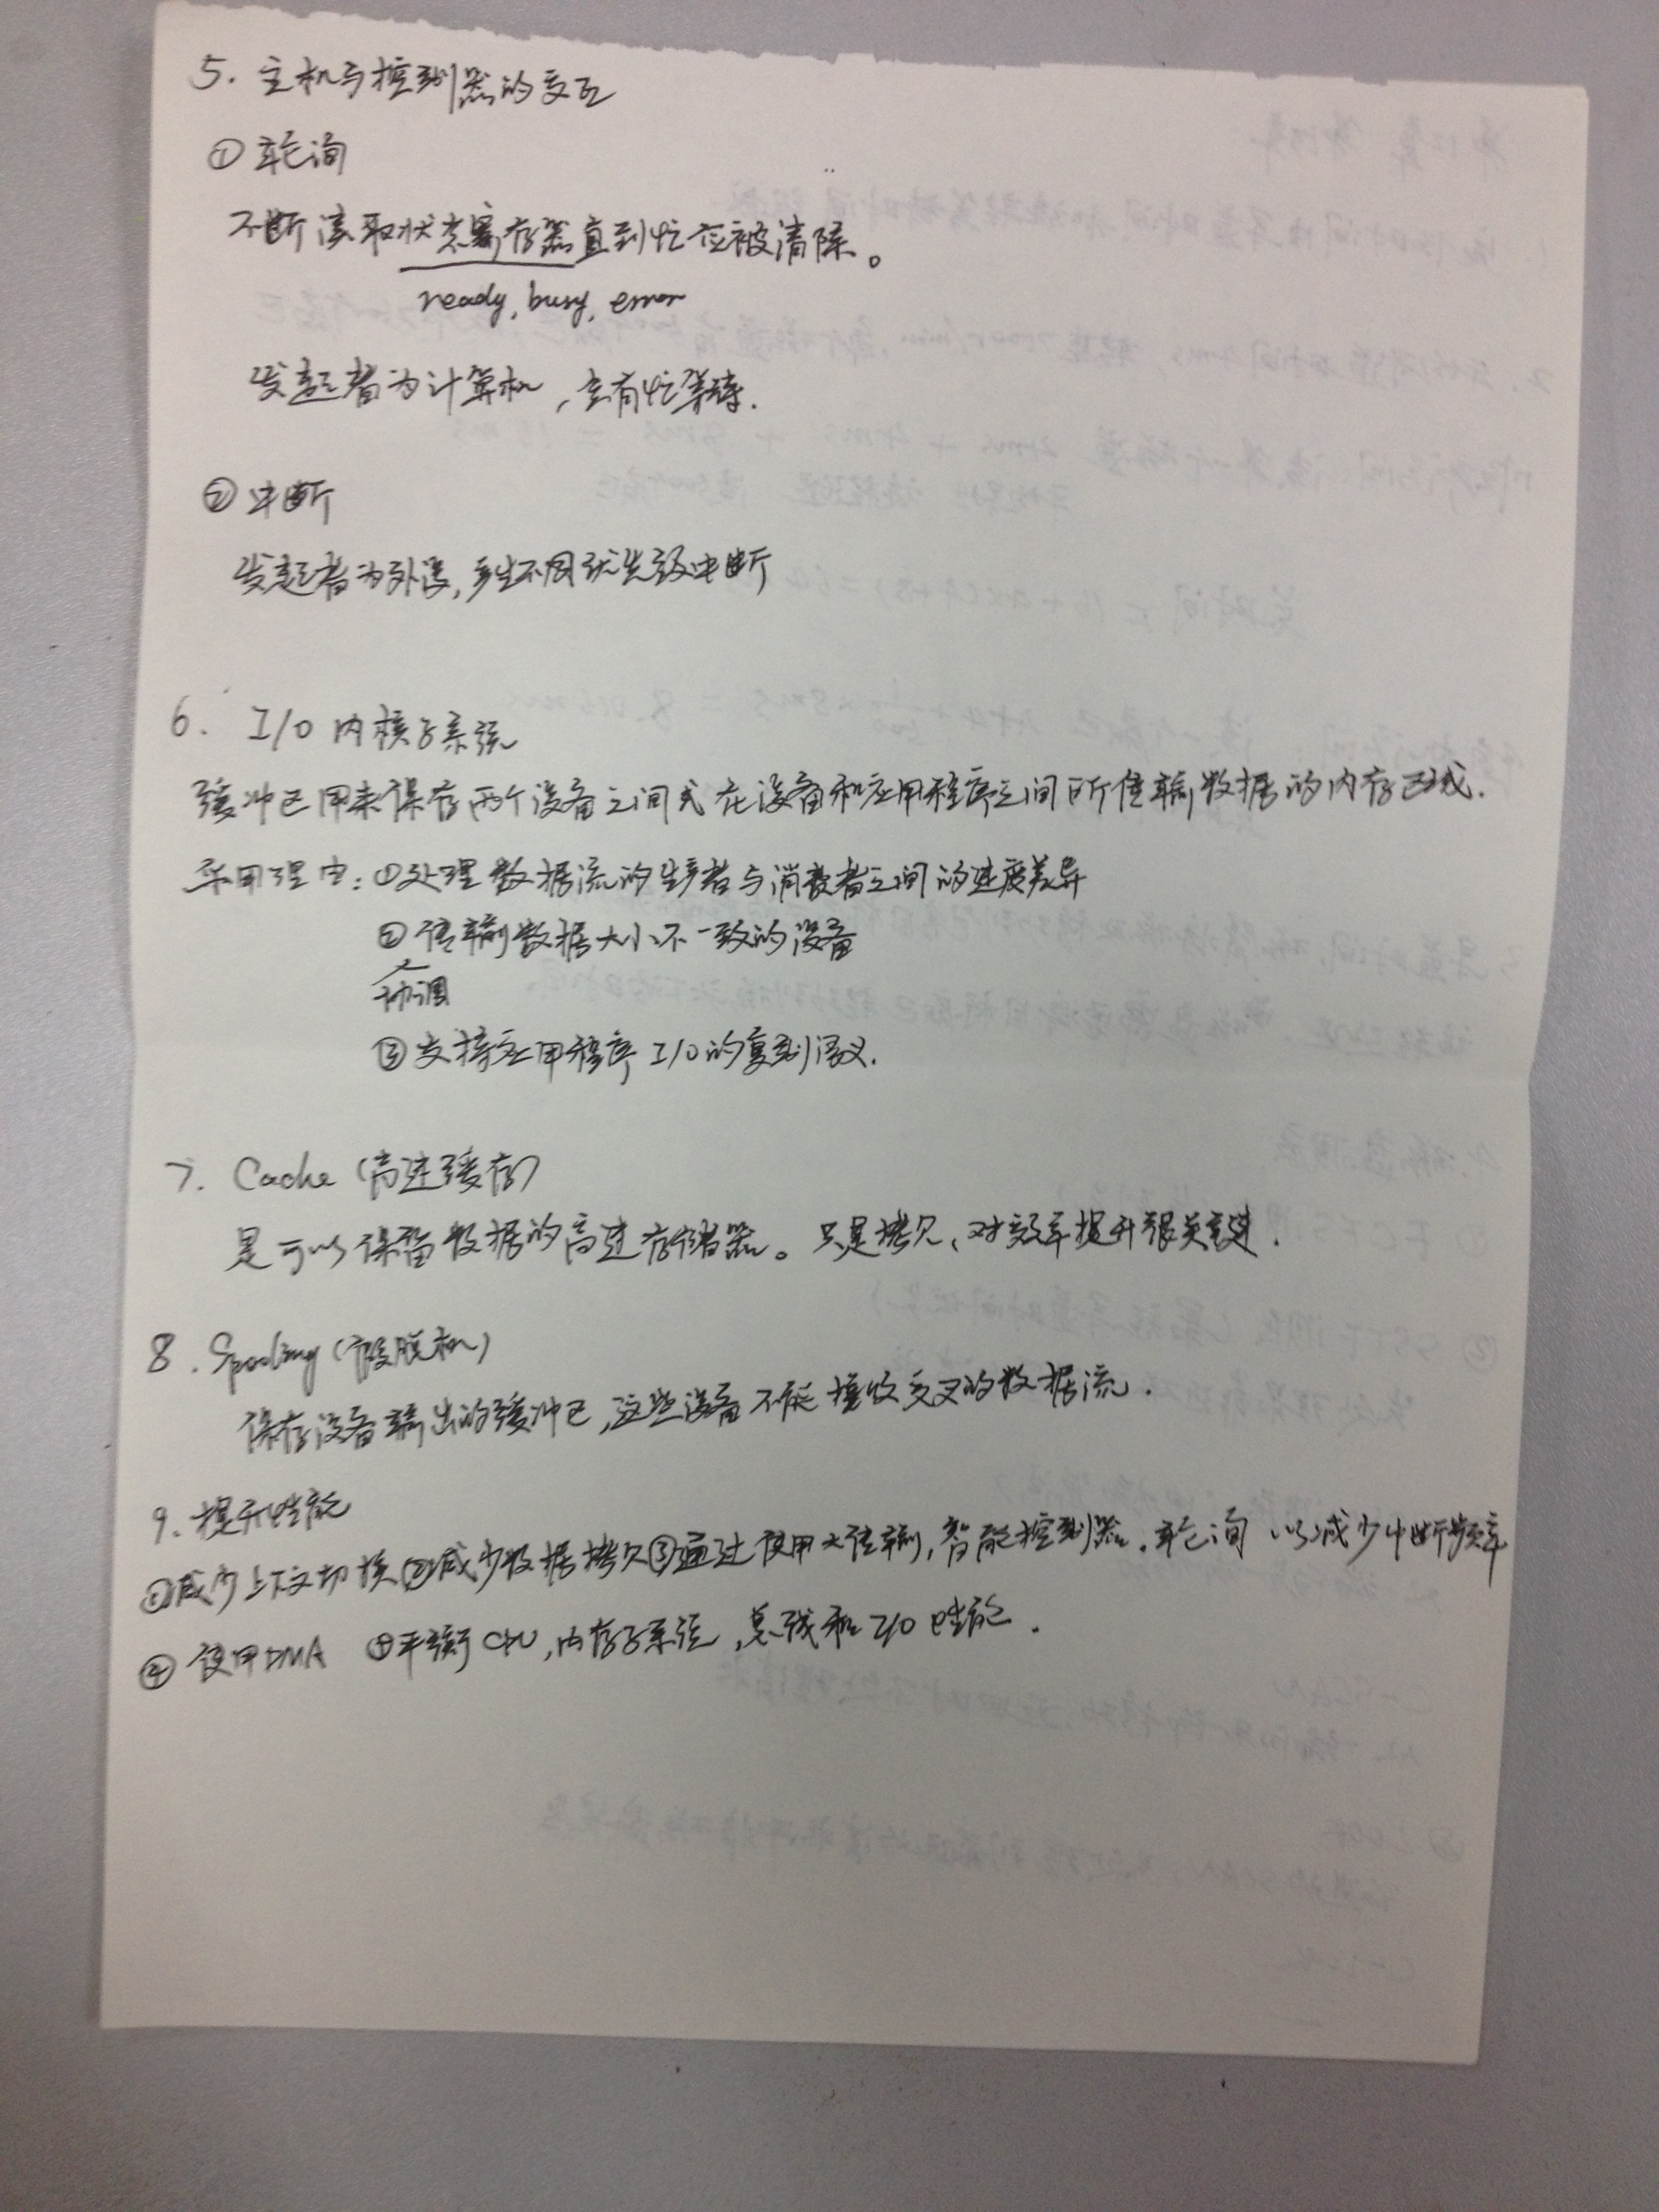 5. 主机与控制器的交互
① 轮询
不断读取状态寄存器直到忙位被清除。
ready, busy, error
发起者为计算机，会有忙等待.
② 中断
发起者为外设，产生不同优先级中断
6. I/O 内核子系统
缓冲区用来保存两个设备之间或在设备和应用程序之间所传输数据的内存区域.
采用理由：①处理数据流的生产者与消费者之间的速度差异
② 传输数据大小不一致的设备
协调
③ 支持应用程序 I/O 的复制语义.
7. Cache (高速缓存)
是可以保留数据的高速存储器。只是拷贝、对效率提升很关键.
8. Spooling (假脱机)
保存设备输出的缓冲区，这些设备不能接收交叉的数据流.
9. 提升性能
①减少上下文切换②减少数据拷贝③通过使用大传输，智能控制器. 轮询 以减少中断频率
④ 使用DMA ④平衡CPU，内存子系统，总线和 I/O 性能.